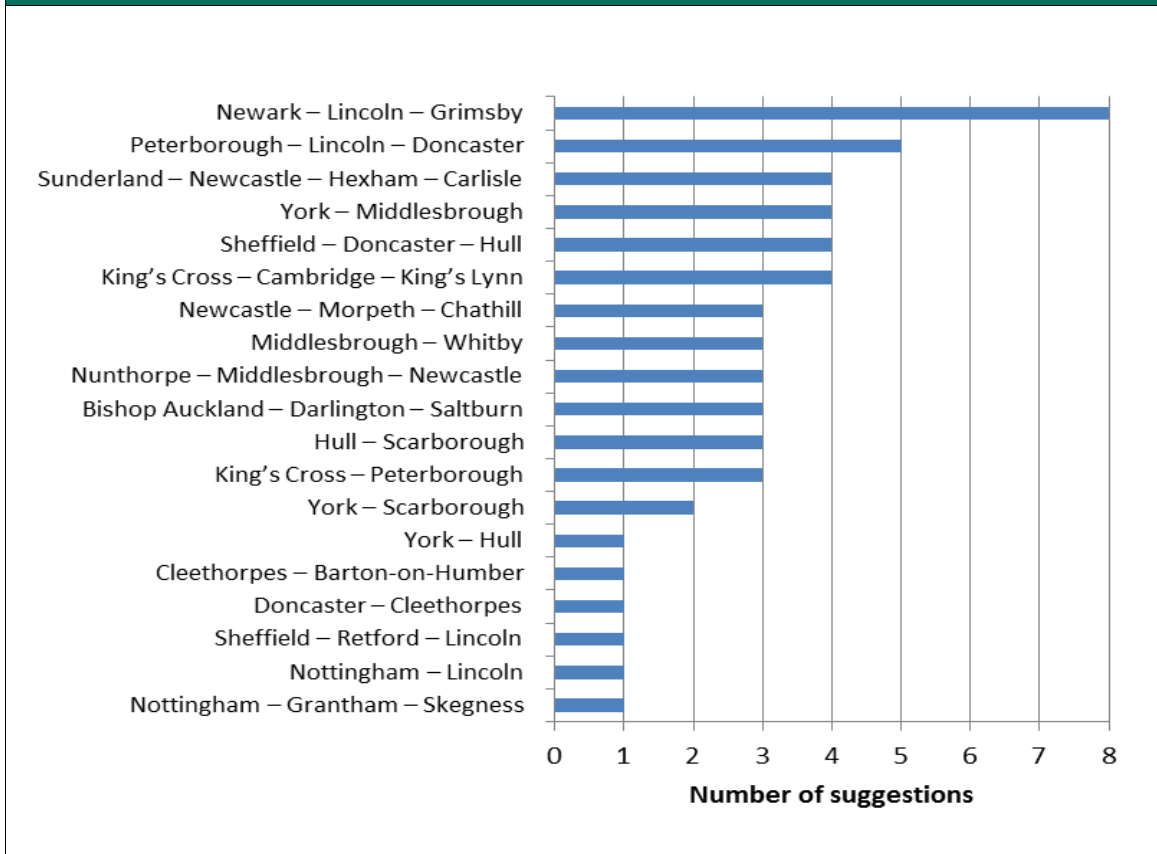 Newark – Lincoln – Grimsby
Peterborough – Lincoln – Doncaster
Sunderland – Newcastle – Hexham – Carlisle
York – Middlesbrough
Sheffield – Doncaster – Hull
King’s Cross – Cambridge – King’s Lynn
Newcastle – Morpeth – Chathill
Middlesbrough – Whitby
Nunthorpe – Middlesbrough – Newcastle
Bishop Auckland – Darlington – Saltburn
Hull – Scarborough
King’s Cross – Peterborough
York – Scarborough
York – Hull
Cleethorpes – Barton-on-Humber
Doncaster – Cleethorpes
Sheffield – Retford – Lincoln
Nottingham – Lincoln
Nottingham – Grantham – Skegness
0 1 2 3 4 5 6 7 8
Number of suggestions